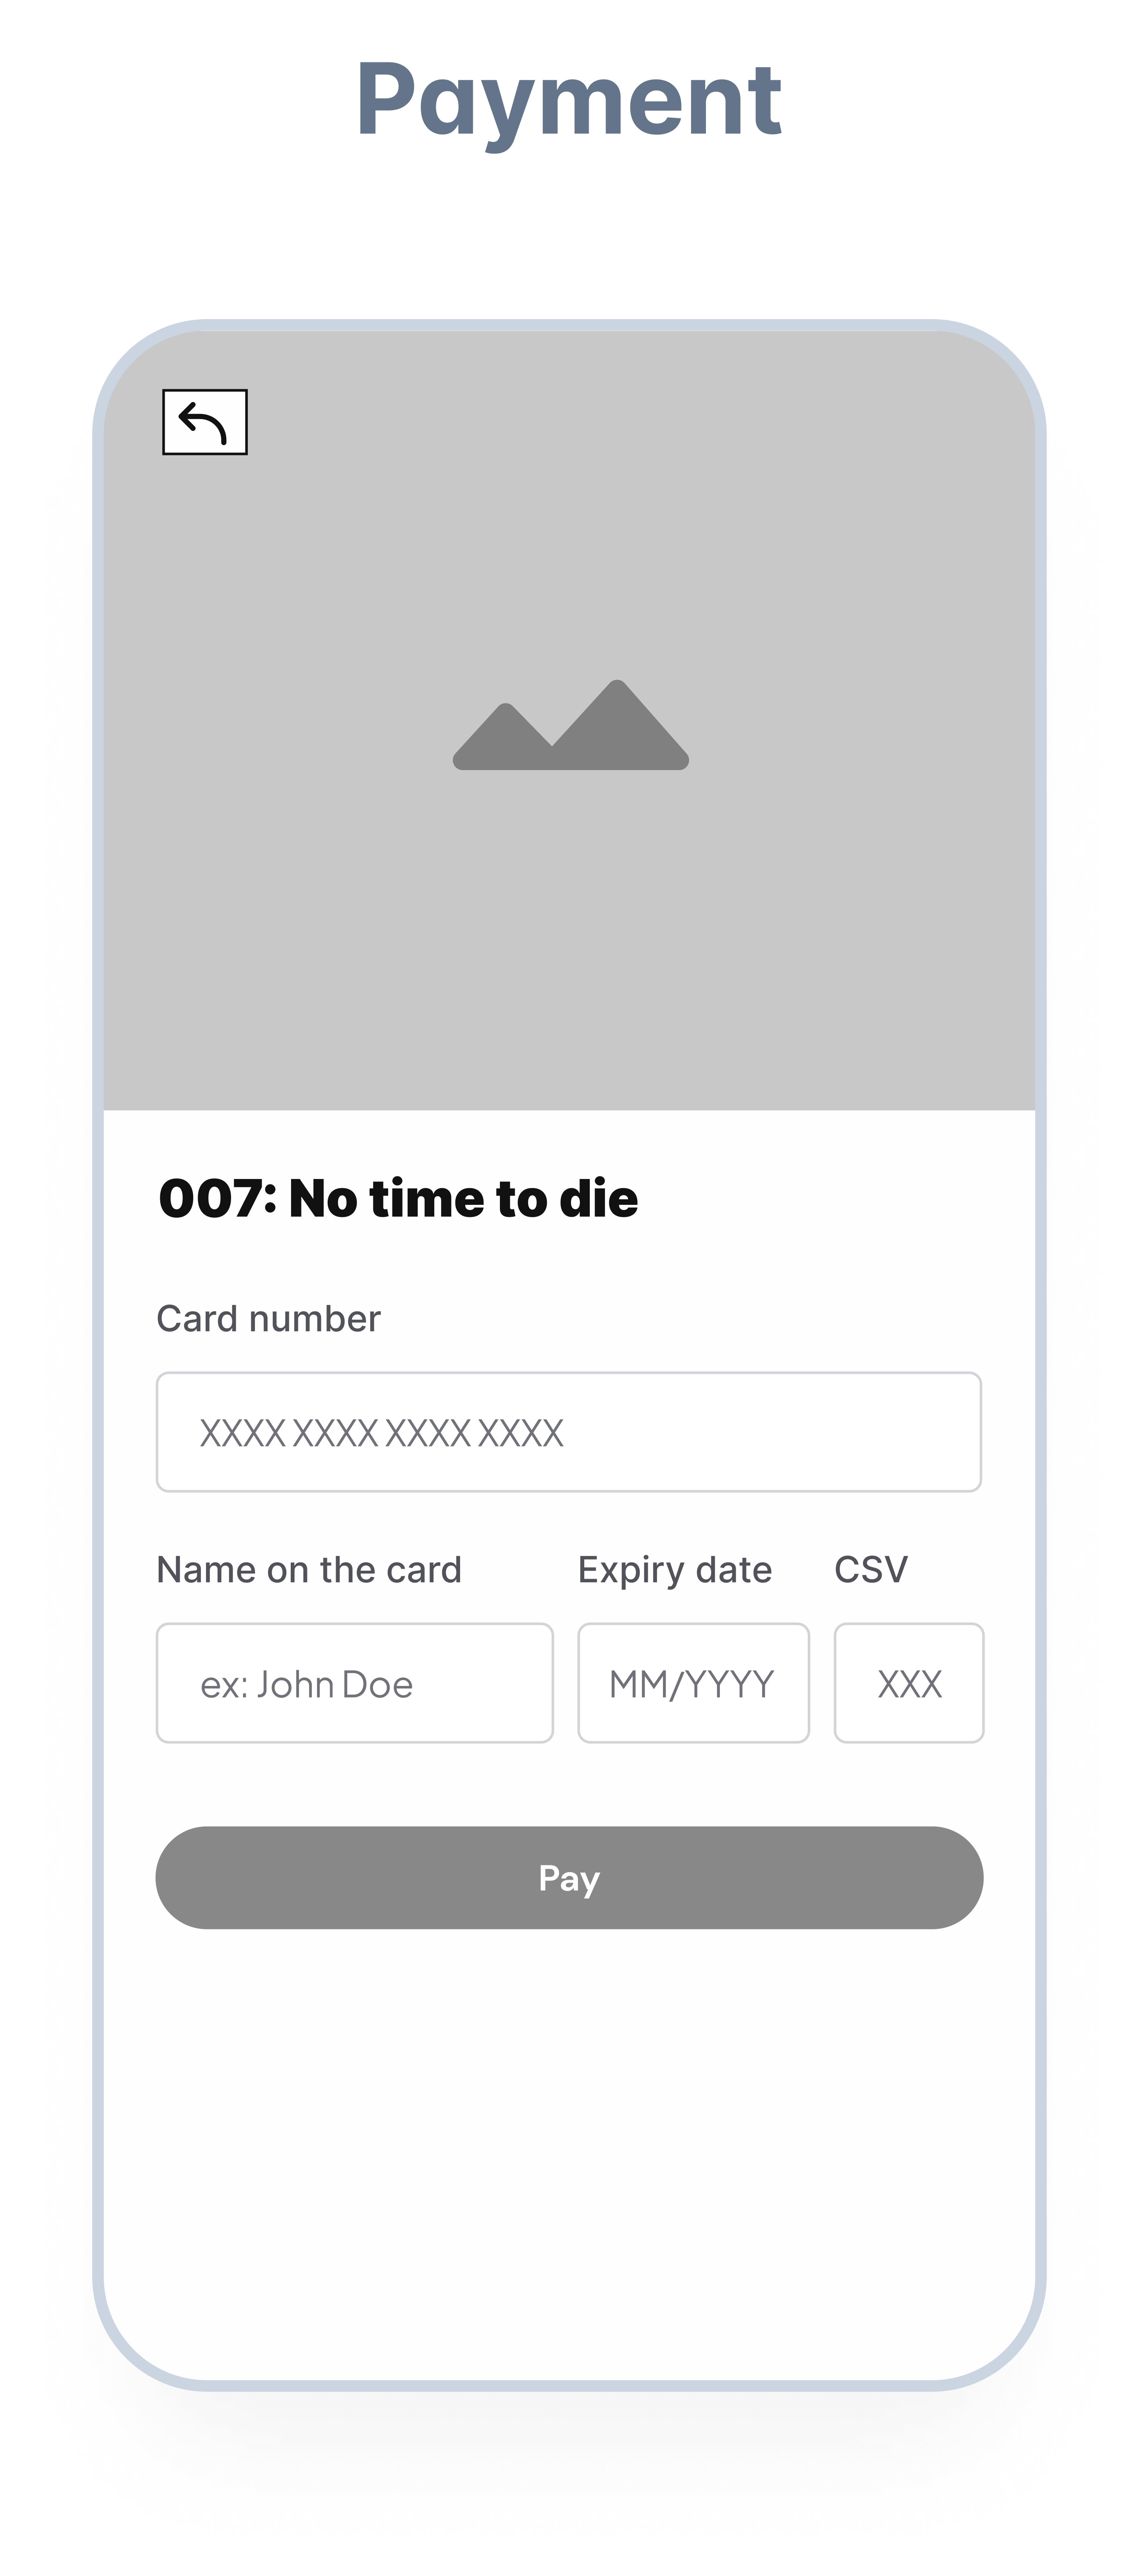 Payment
007: No time to die
Card number
XXXX XXXX XXXX XXXX
Name on the card Expiry date CSV
ex: John Doe MM/YYYY XXX
Pay